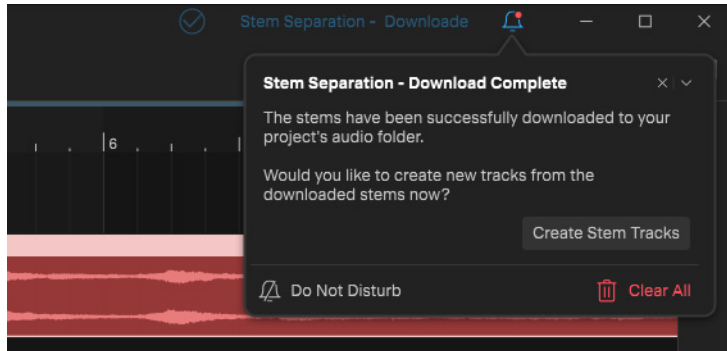 Stem Separation - Downloade
Stem Separation - Download Complete
The stems have been successfully downloaded to your
project's audio folder.
Would you like to create new tracks from the
downloaded stems now?
Create Stem Tracks
Do Not Disturb
Clear All
6